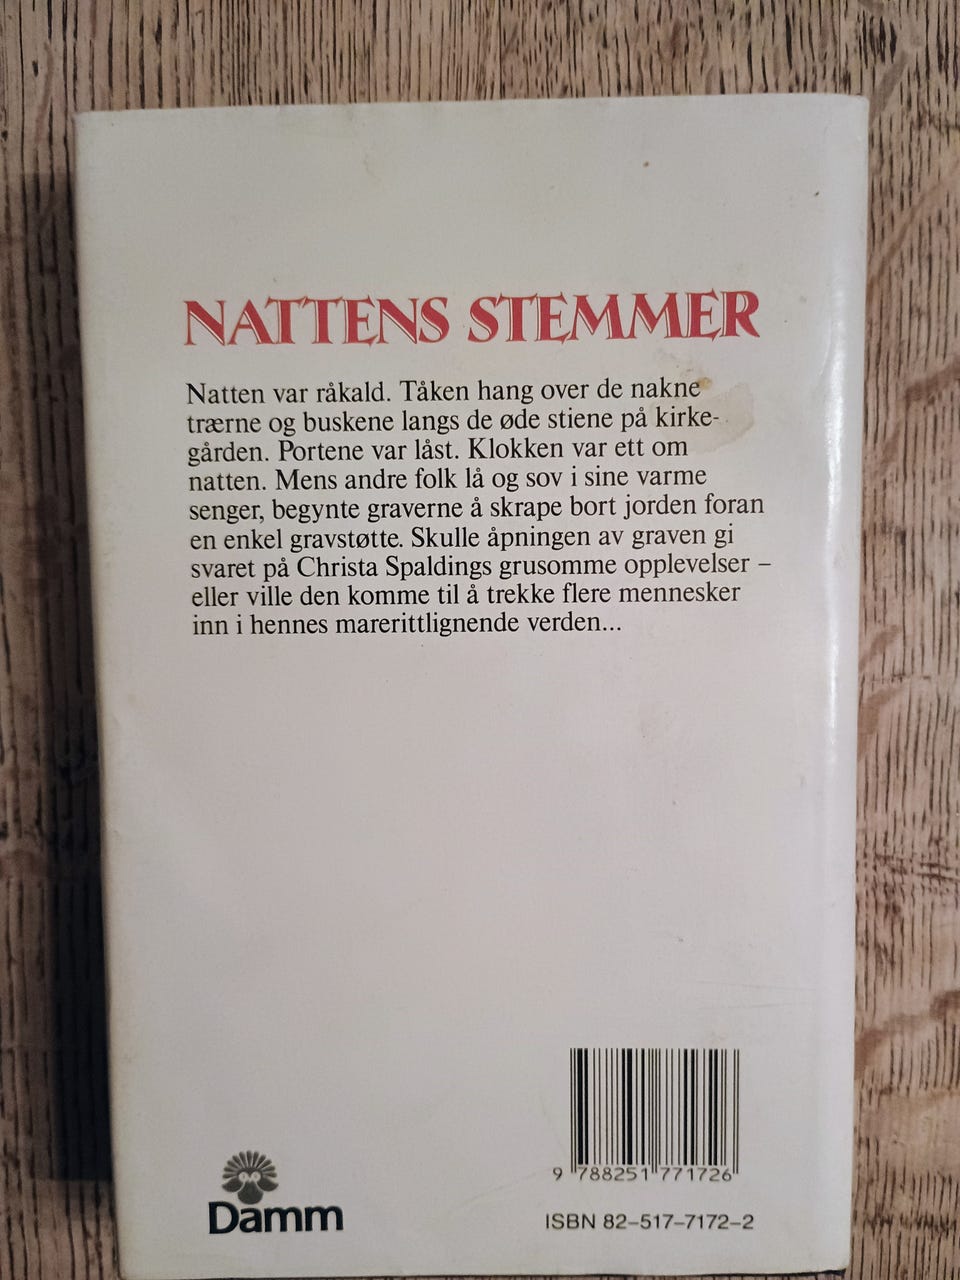 NATTENS STEMMER
Natten var råkald. Tåken hang over de nakne
trærne og buskene langs de øde stiene på kirke-
gården. Portene var låst. Klokken var ett om
natten. Mens andre folk lå og sov i sine varme
senger, begynte graverne å skrape bort jorden foran
en enkel gravstøtte. Skulle åpningen av graven gi
svaret på Christa Spaldings grusomme opplevelser –
eller ville den komme til å trekke flere mennesker
inn i hennes marerittlignende verden...
9 788251 771726
Damm
ISBN 82–517–7172–2